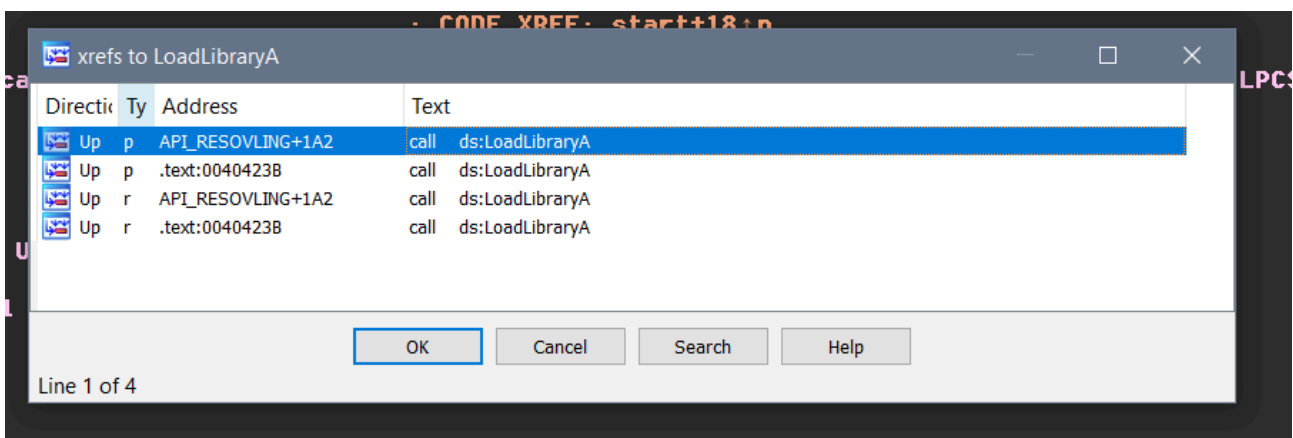 ; CODE XREF: start+18↑p
xrefs to LoadLibraryA
ca
LPC
Directic Ty Address Text
Up p API_RESOVLING+1A2 call ds:LoadLibraryA
Up p .text:0040423B call ds:LoadLibraryA
Up r API_RESOVLING+1A2 call ds:LoadLibraryA
Up r .text:0040423B call ds:LoadLibraryA
U
OK Cancel Search Help
Line 1 of 4